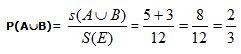 P(A∪B)= s(A ∪ B)/S(E) = (5+3)/12 = 8/12 = 2/3